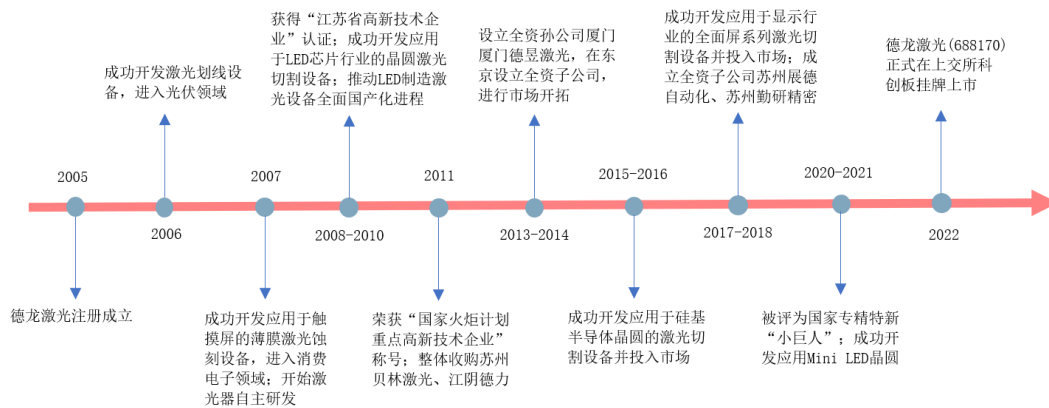 获得“江苏省高新技术企
业”认证；成功开发应用
于LED芯片行业的晶圆激光
切割设备；推动LED制造激
光设备全面国产化进程
设立全资孙公司厦门
厦门德昱激光，在东
京设立全资子公司，
进行市场开拓
成功开发应用于显示行
业的全面屏系列激光切
割设备并投入市场；成
立全资子公司苏州展德
自动化、苏州勤研精密
德龙激光(688170)
正式在上交所科
创板挂牌上市
成功开发激光划线设
备，进入光伏领域
2005
2007
2011
2015-2016
2020-2021
2006
2008-2010
2013-2014
2017-2018
2022
德龙激光注册成立
成功开发应用于触
摸屏的薄膜激光蚀
刻设备，进入消费
电子领域；开始激
光器自主研发
荣获“国家火炬计划
重点高新技术企业”
称号；整体收购苏州
贝林激光、江阴德力
成功开发应用于硅基
半导体晶圆的激光切
割设备并投入市场
被评为国家专精特新
“小巨人”；成功开
发应用Mini LED晶圆